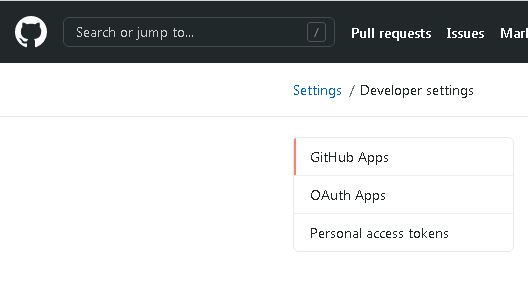 Search or jump to... / Pull requests Issues Mar
Settings / Developer settings
GitHub Apps
OAuth Apps
Personal access tokens